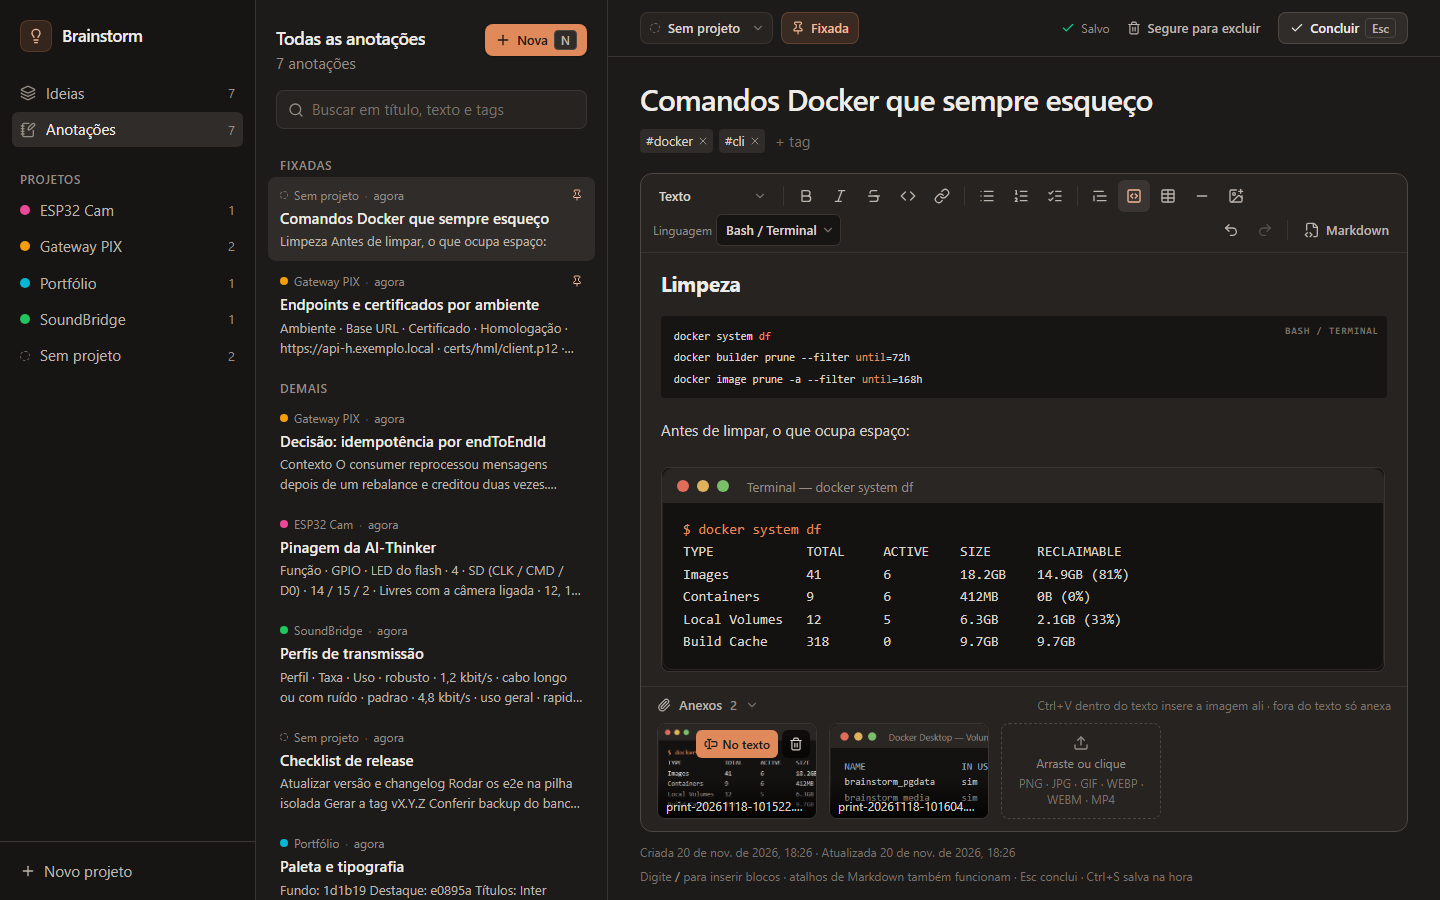 Brainstorm
Ideias 7
Anotações 7
PROJETOS
ESP32 Cam 1
Gateway PIX 2
Portfólio 1
SoundBridge 1
Sem projeto 2
+ Novo projeto
Todas as anotações
7 anotações
+ Nova N
Buscar em título, texto e tags
FIXADAS
Sem projeto · agora
Comandos Docker que sempre esqueço
Limpeza Antes de limpar, o que ocupa espaço:
Gateway PIX · agora
Endpoints e certificados por ambiente
Ambiente · Base URL · Certificado · Homologação ·
https://api-h.exemplo.local · certs/hml/client.p12 ·...
DEMAIS
Gateway PIX · agora
Decisão: idempotência por endToEndId
Contexto O consumer reprocessou mensagens
depois de um rebalance e creditou duas vezes....
ESP32 Cam · agora
Pinagem da AI-Thinker
Função · GPIO · LED do flash · 4 · SD (CLK / CMD /
D0) · 14 / 15 / 2 · Livres com a câmera ligada · 12, 1...
SoundBridge · agora
Perfis de transmissão
Perfil · Taxa · Uso · robusto · 1,2 kbit/s · cabo longo
ou com ruído · padrao · 4,8 kbit/s · uso geral · rapid...
Sem projeto · agora
Checklist de release
Atualizar versão e changelog Rodar os e2e na pilha
isolada Gerar a tag vX.Y.Z Conferir backup do banc...
Portfólio · agora
Paleta e tipografia
Fundo: 1d1b19 Destaque: e0895a Títulos: Inter
Sem projeto
Fixada
Salvo
Segure para excluir
Concluir Esc
Comandos Docker que sempre esqueço
#docker × #cli × + tag
Texto
Linguagem Bash / Terminal
Markdown
Limpeza
BASH / TERMINAL
docker system df
docker builder prune --filter until=72h
docker image prune -a --filter until=168h
Antes de limpar, o que ocupa espaço:
Terminal — docker system df
$ docker system df
TYPE TOTAL ACTIVE SIZE RECLAIMABLE
Images 41 6 18.2GB 14.9GB (81%)
Containers 9 6 412MB 0B (0%)
Local Volumes 12 5 6.3GB 2.1GB (33%)
Build Cache 318 0 9.7GB 9.7GB
Anexos 2
Ctrl+V dentro do texto insere a imagem ali · fora do texto só anexa
No texto
print-20261118-101522....
Docker Desktop — Volun
NAME IN US
brainstorm_pgdata sim
brainstorm_media sim
print-20261118-101604....
Arraste ou clique
PNG · JPG · GIF · WEBP ·
WEBM · MP4
Criada 20 de nov. de 2026, 18:26 · Atualizada 20 de nov. de 2026, 18:26
Digite / para inserir blocos · atalhos de Markdown também funcionam · Esc conclui · Ctrl+S salva na hora